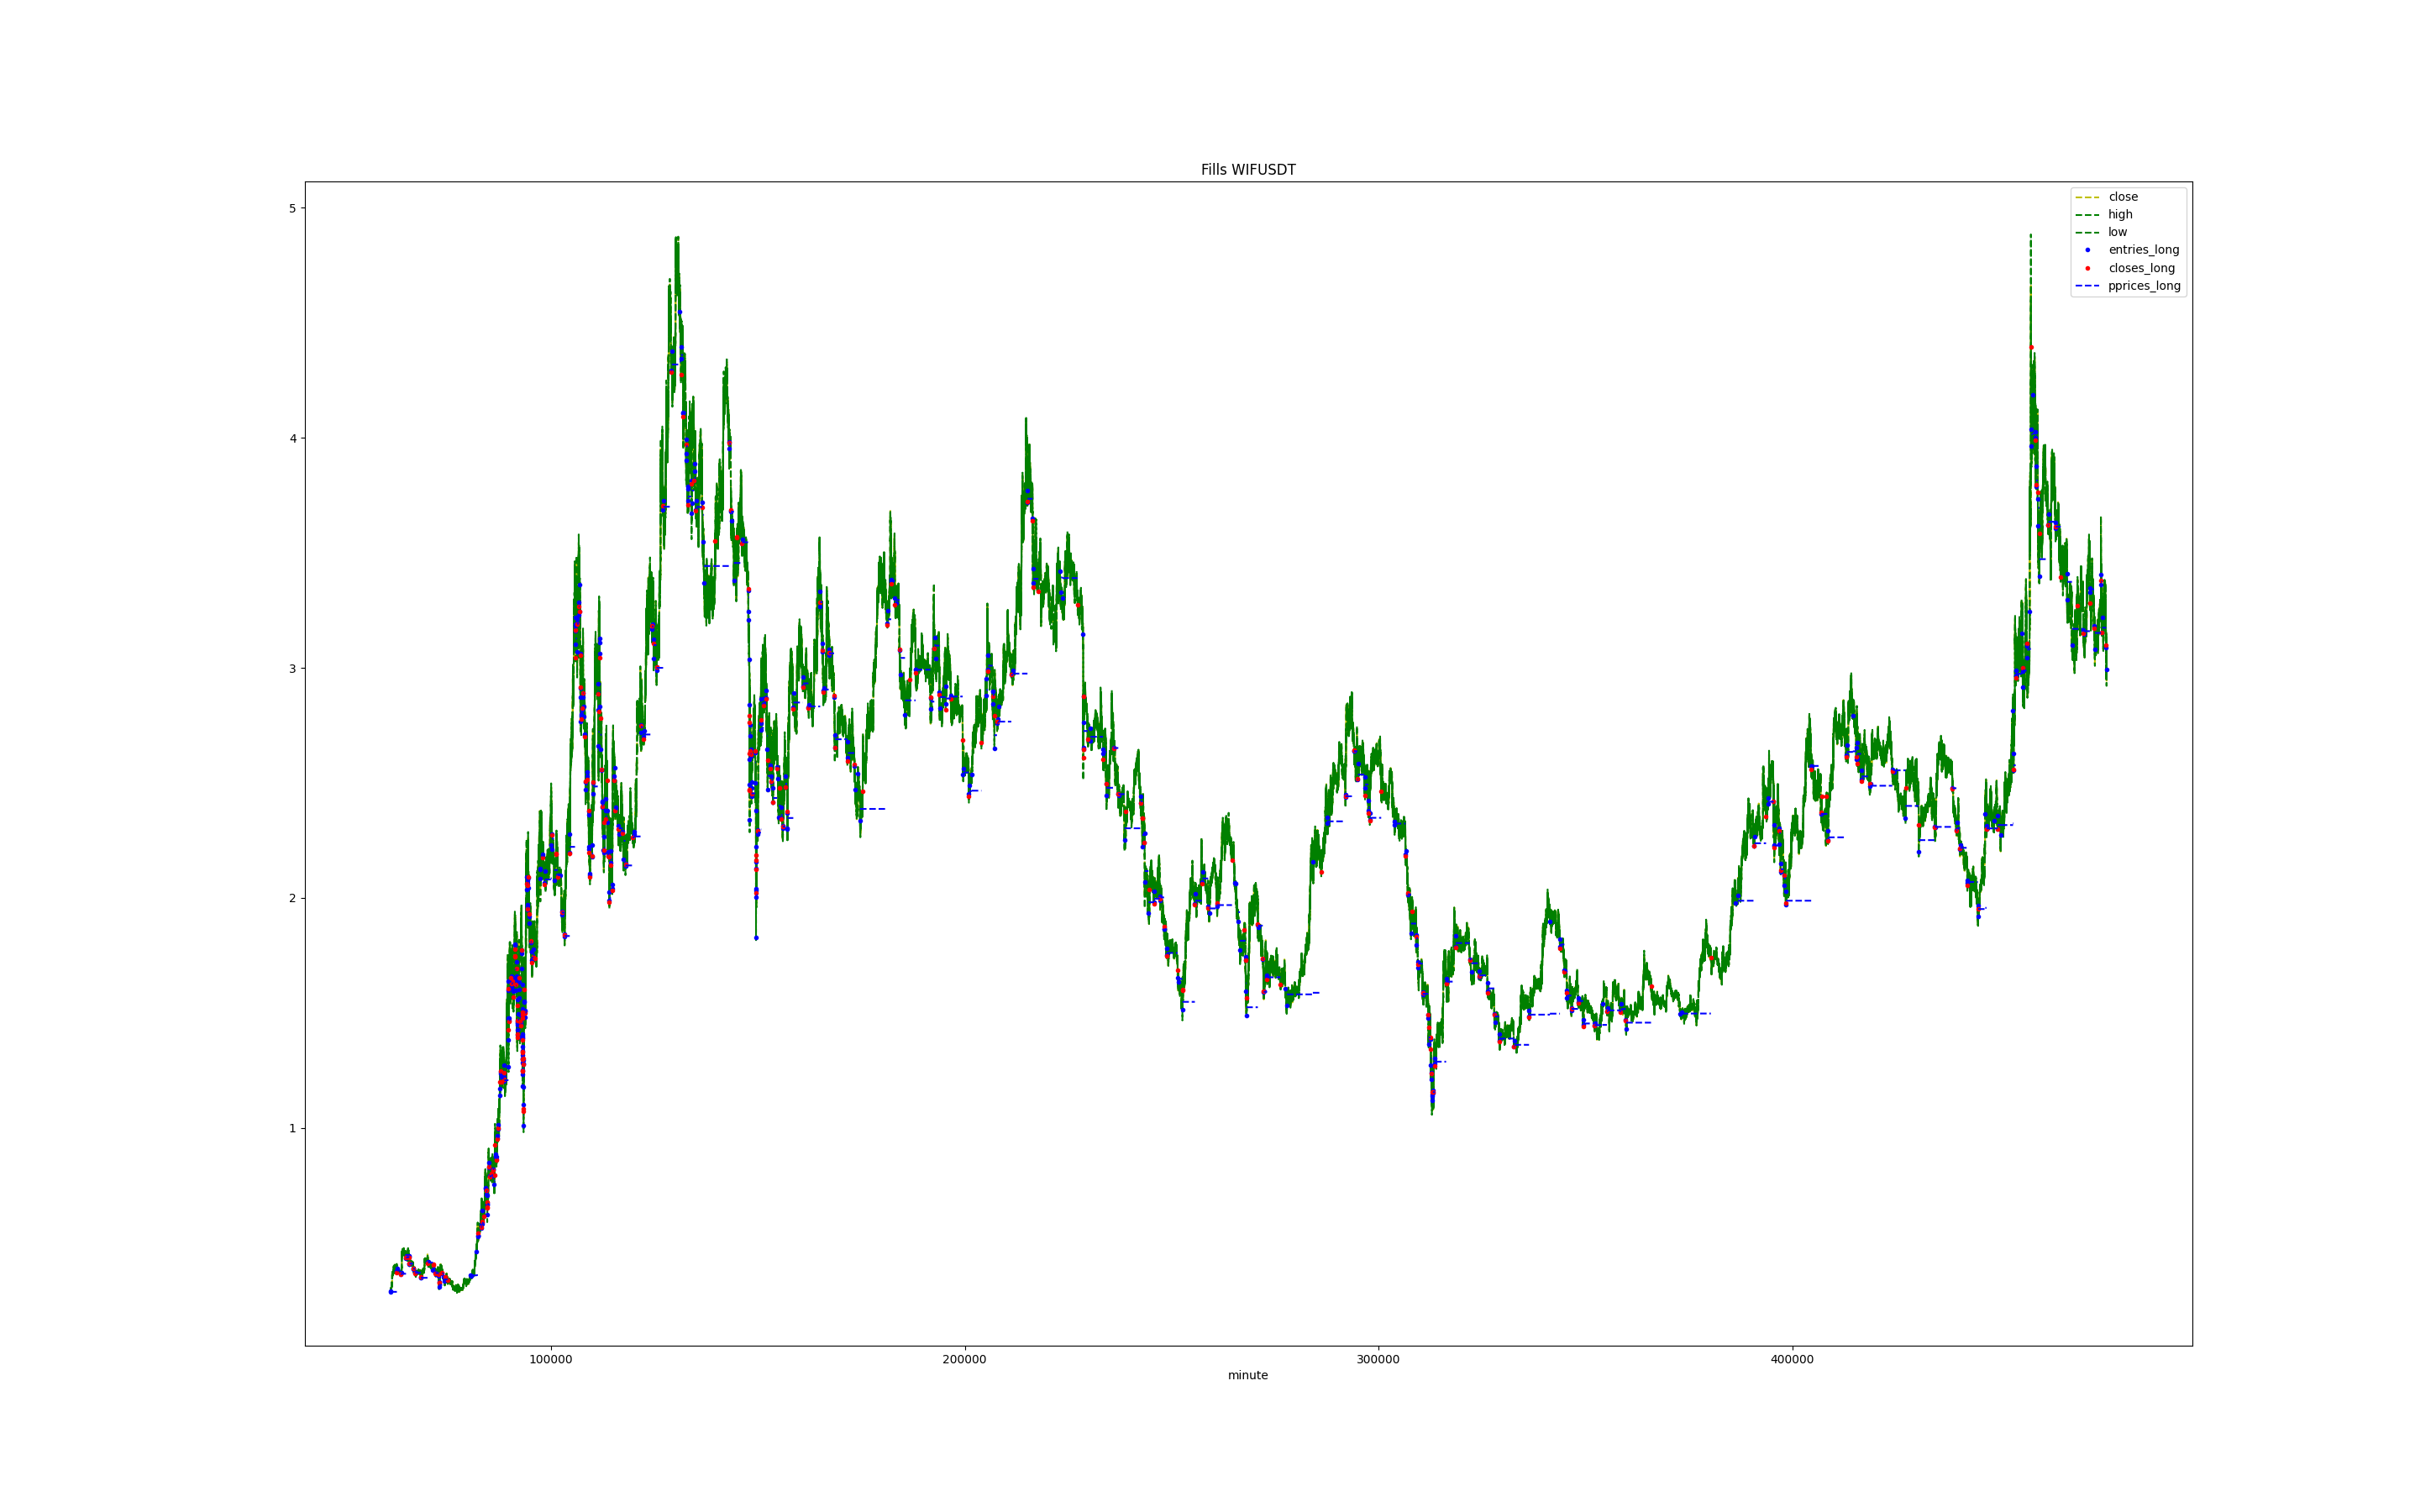 Fills WIFUSDT
close
high
low
entries_long
closes_long
pprices_long
5
4
3
2
1
100000
200000
300000
400000
minute